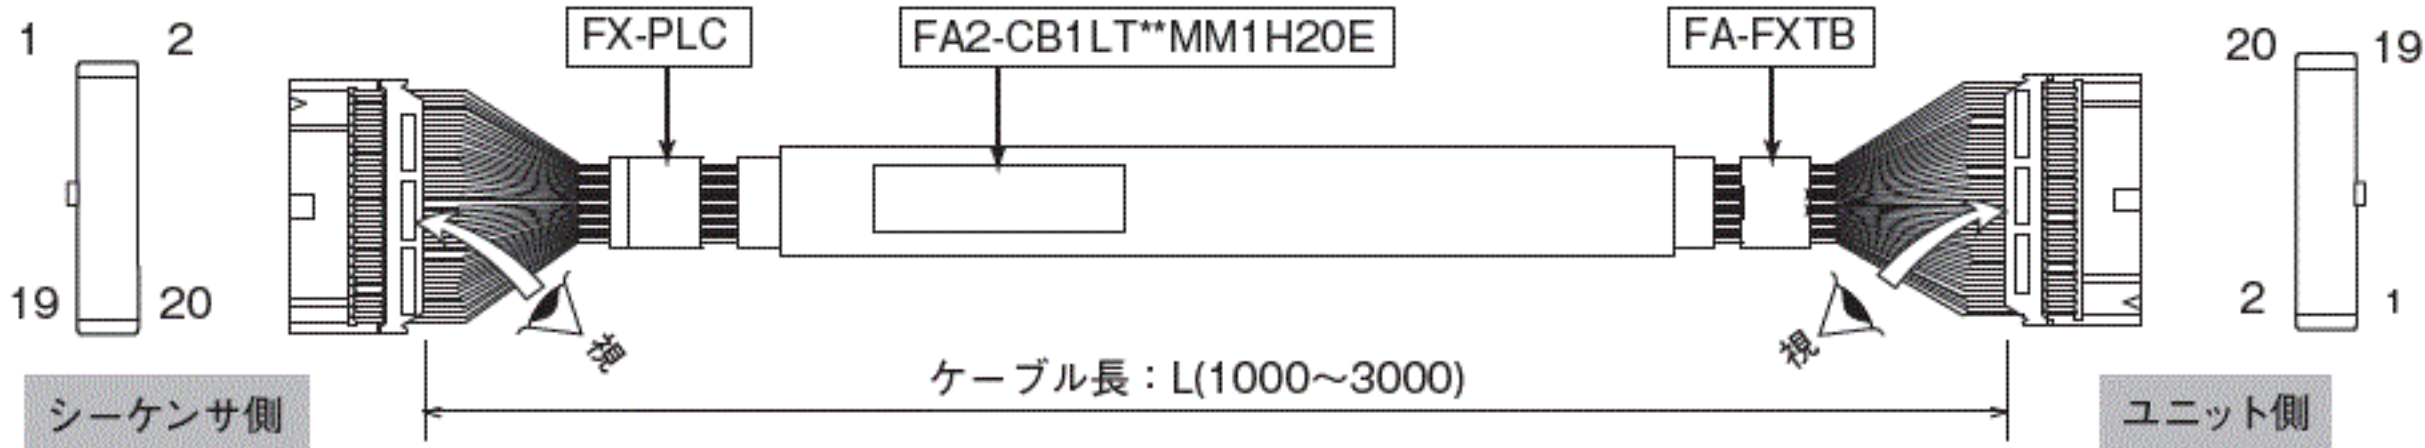 FX-PLC
FA2-CB1LT**MM1H20E
FA-FXTB
1 2
20 19
19 20
2 1
視
視
ケーブル長：L(1000～3000)
シーケンサ側
ユニット側